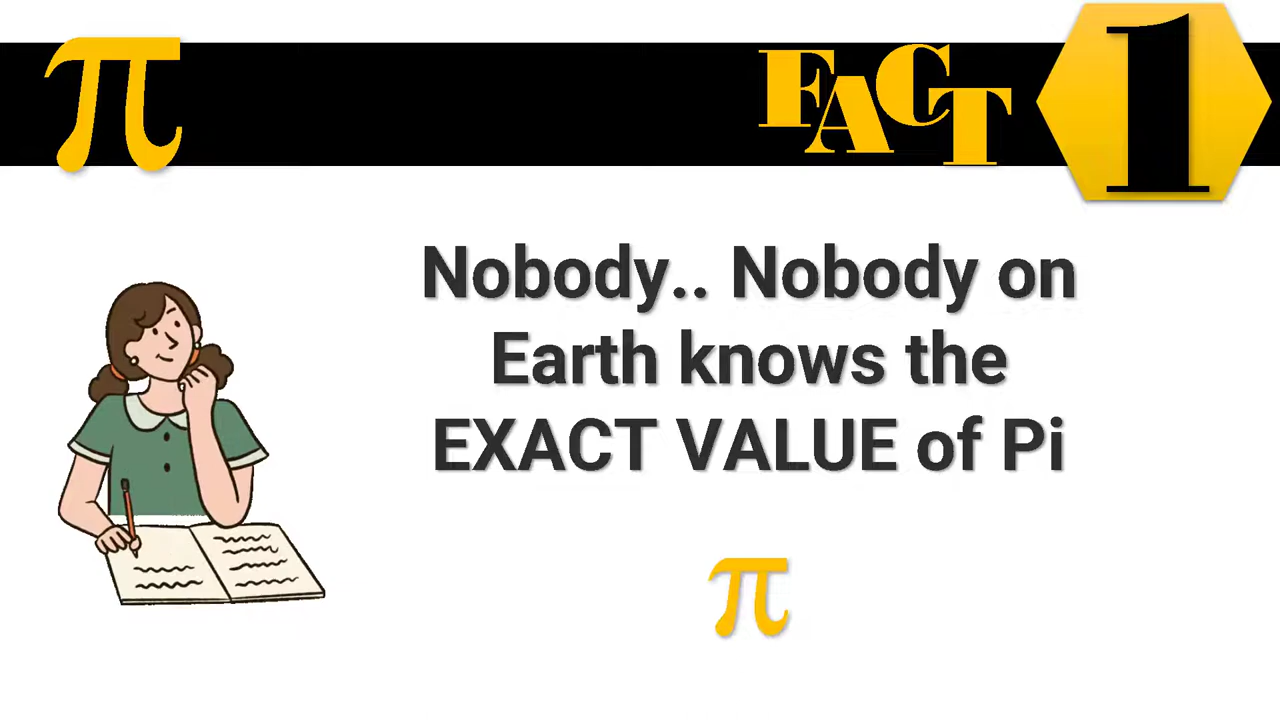 π
FACT 1
Nobody.. Nobody on
Earth knows the
EXACT VALUE of Pi
π